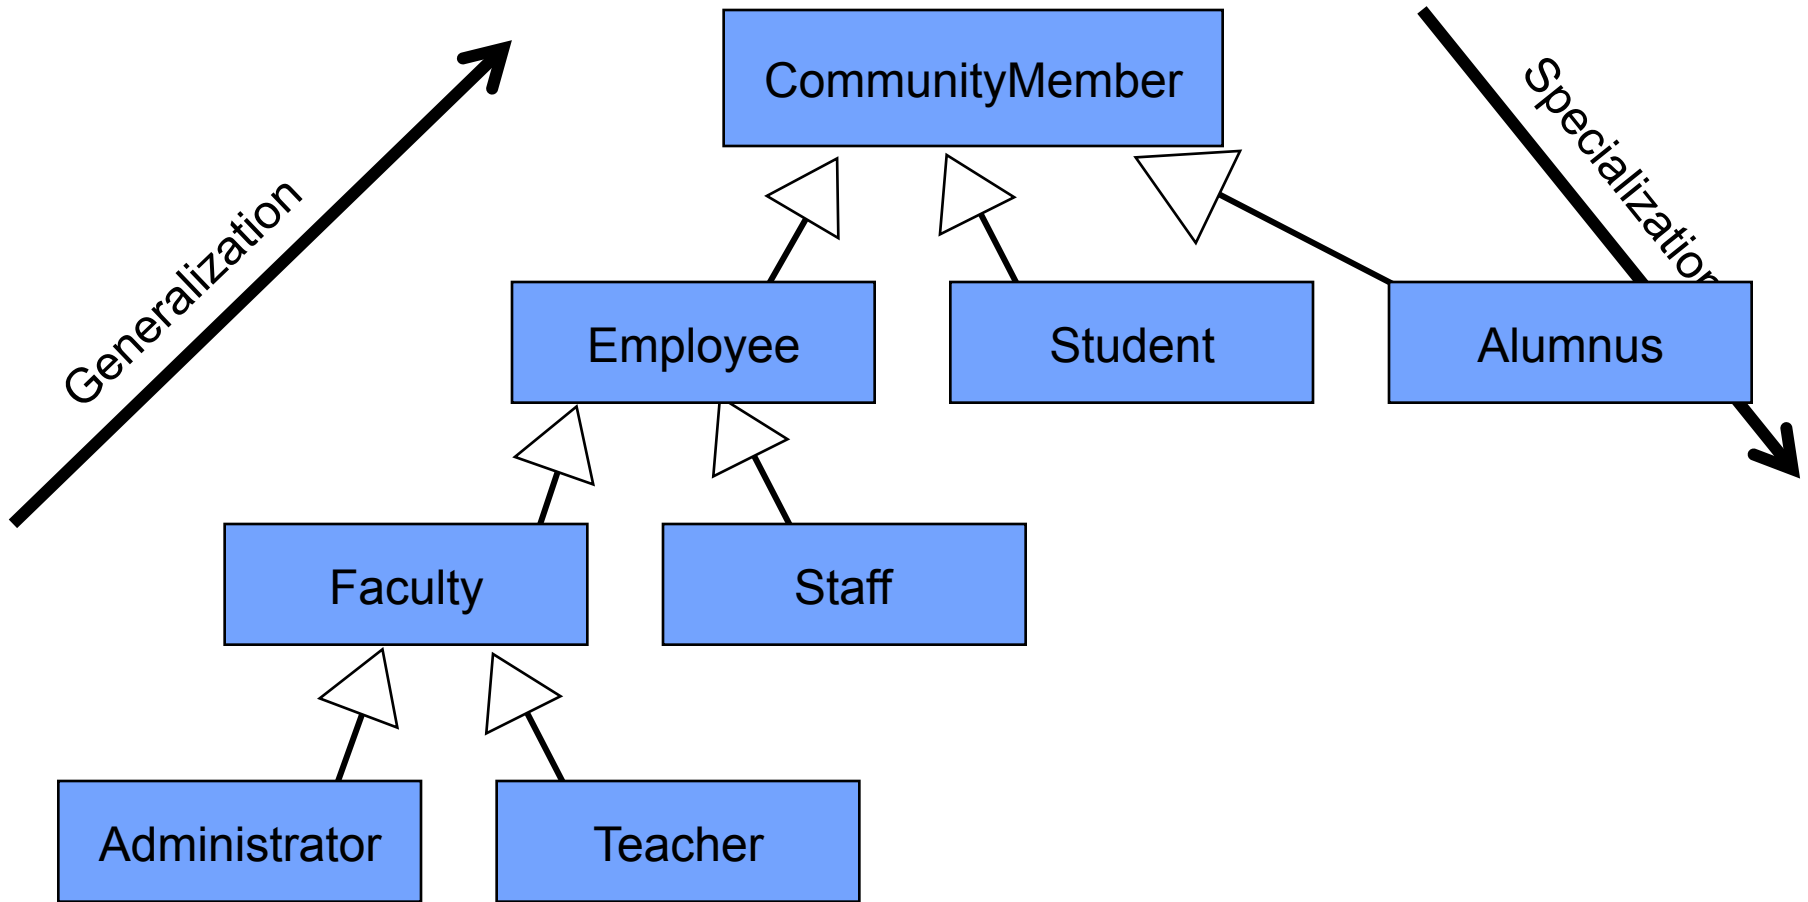 CommunityMember
Generalization
Specialization
Employee
Student
Alumnus
Faculty
Staff
Administrator
Teacher